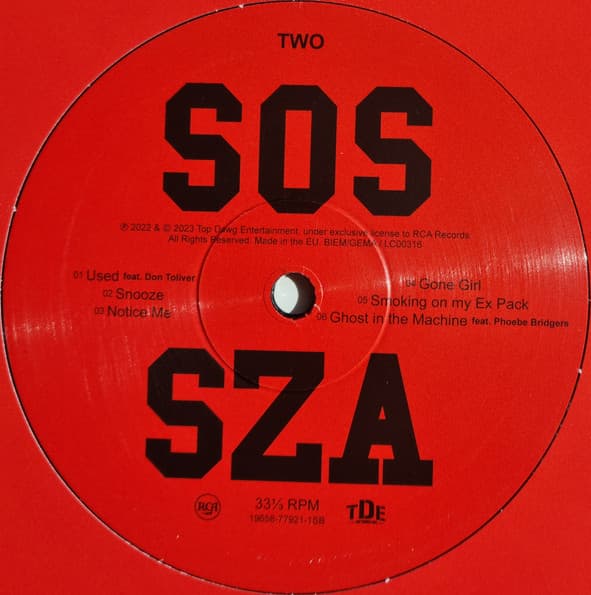 TWO
SOS
℗ 2022 & © 2023 Top Dawg Entertainment, under exclusive license to RCA Records.
All Rights Reserved. Made in the EU. BIEM/GEMA / LC00316
01 Used feat. Don Toliver
02 Snooze
03 Notice Me
04 Gone Girl
05 Smoking on my Ex Pack
06 Ghost in the Machine feat. Phoebe Bridgers
SZA
RCA
33⅓ RPM
19658-77921-1SB
TDE